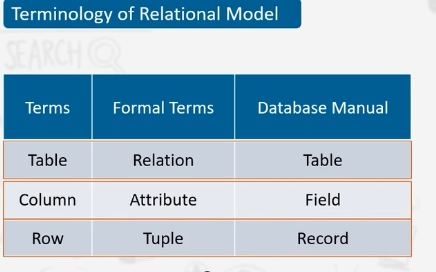 Terminology of Relational Model
SEARCH
Terms Formal Terms Database Manual
Table Relation Table
Column Attribute Field
Row Tuple Record